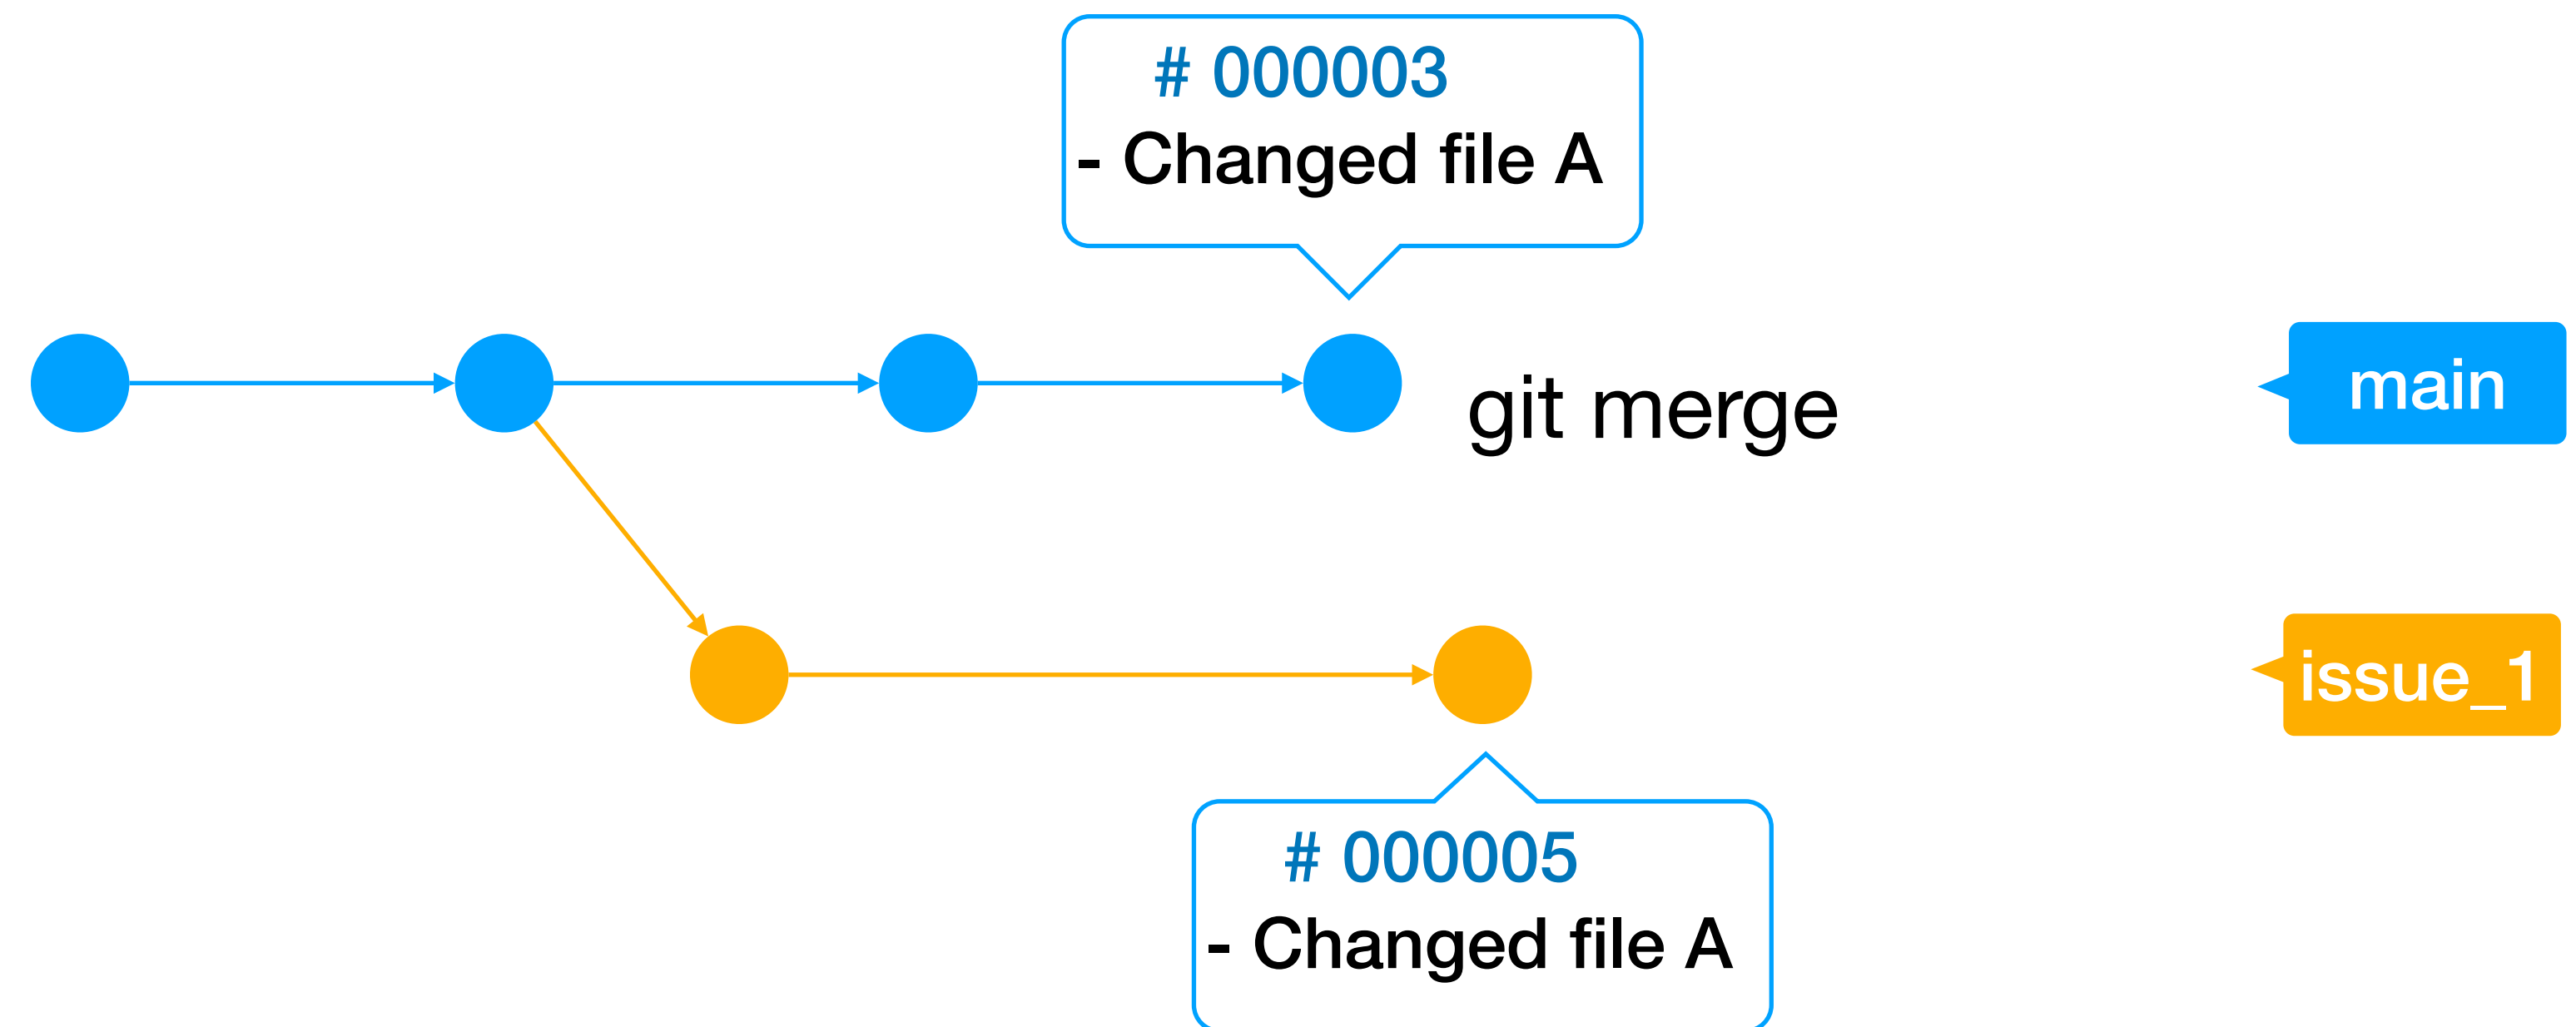 # 000003
- Changed file A
git merge
main
issue_1
# 000005
- Changed file A